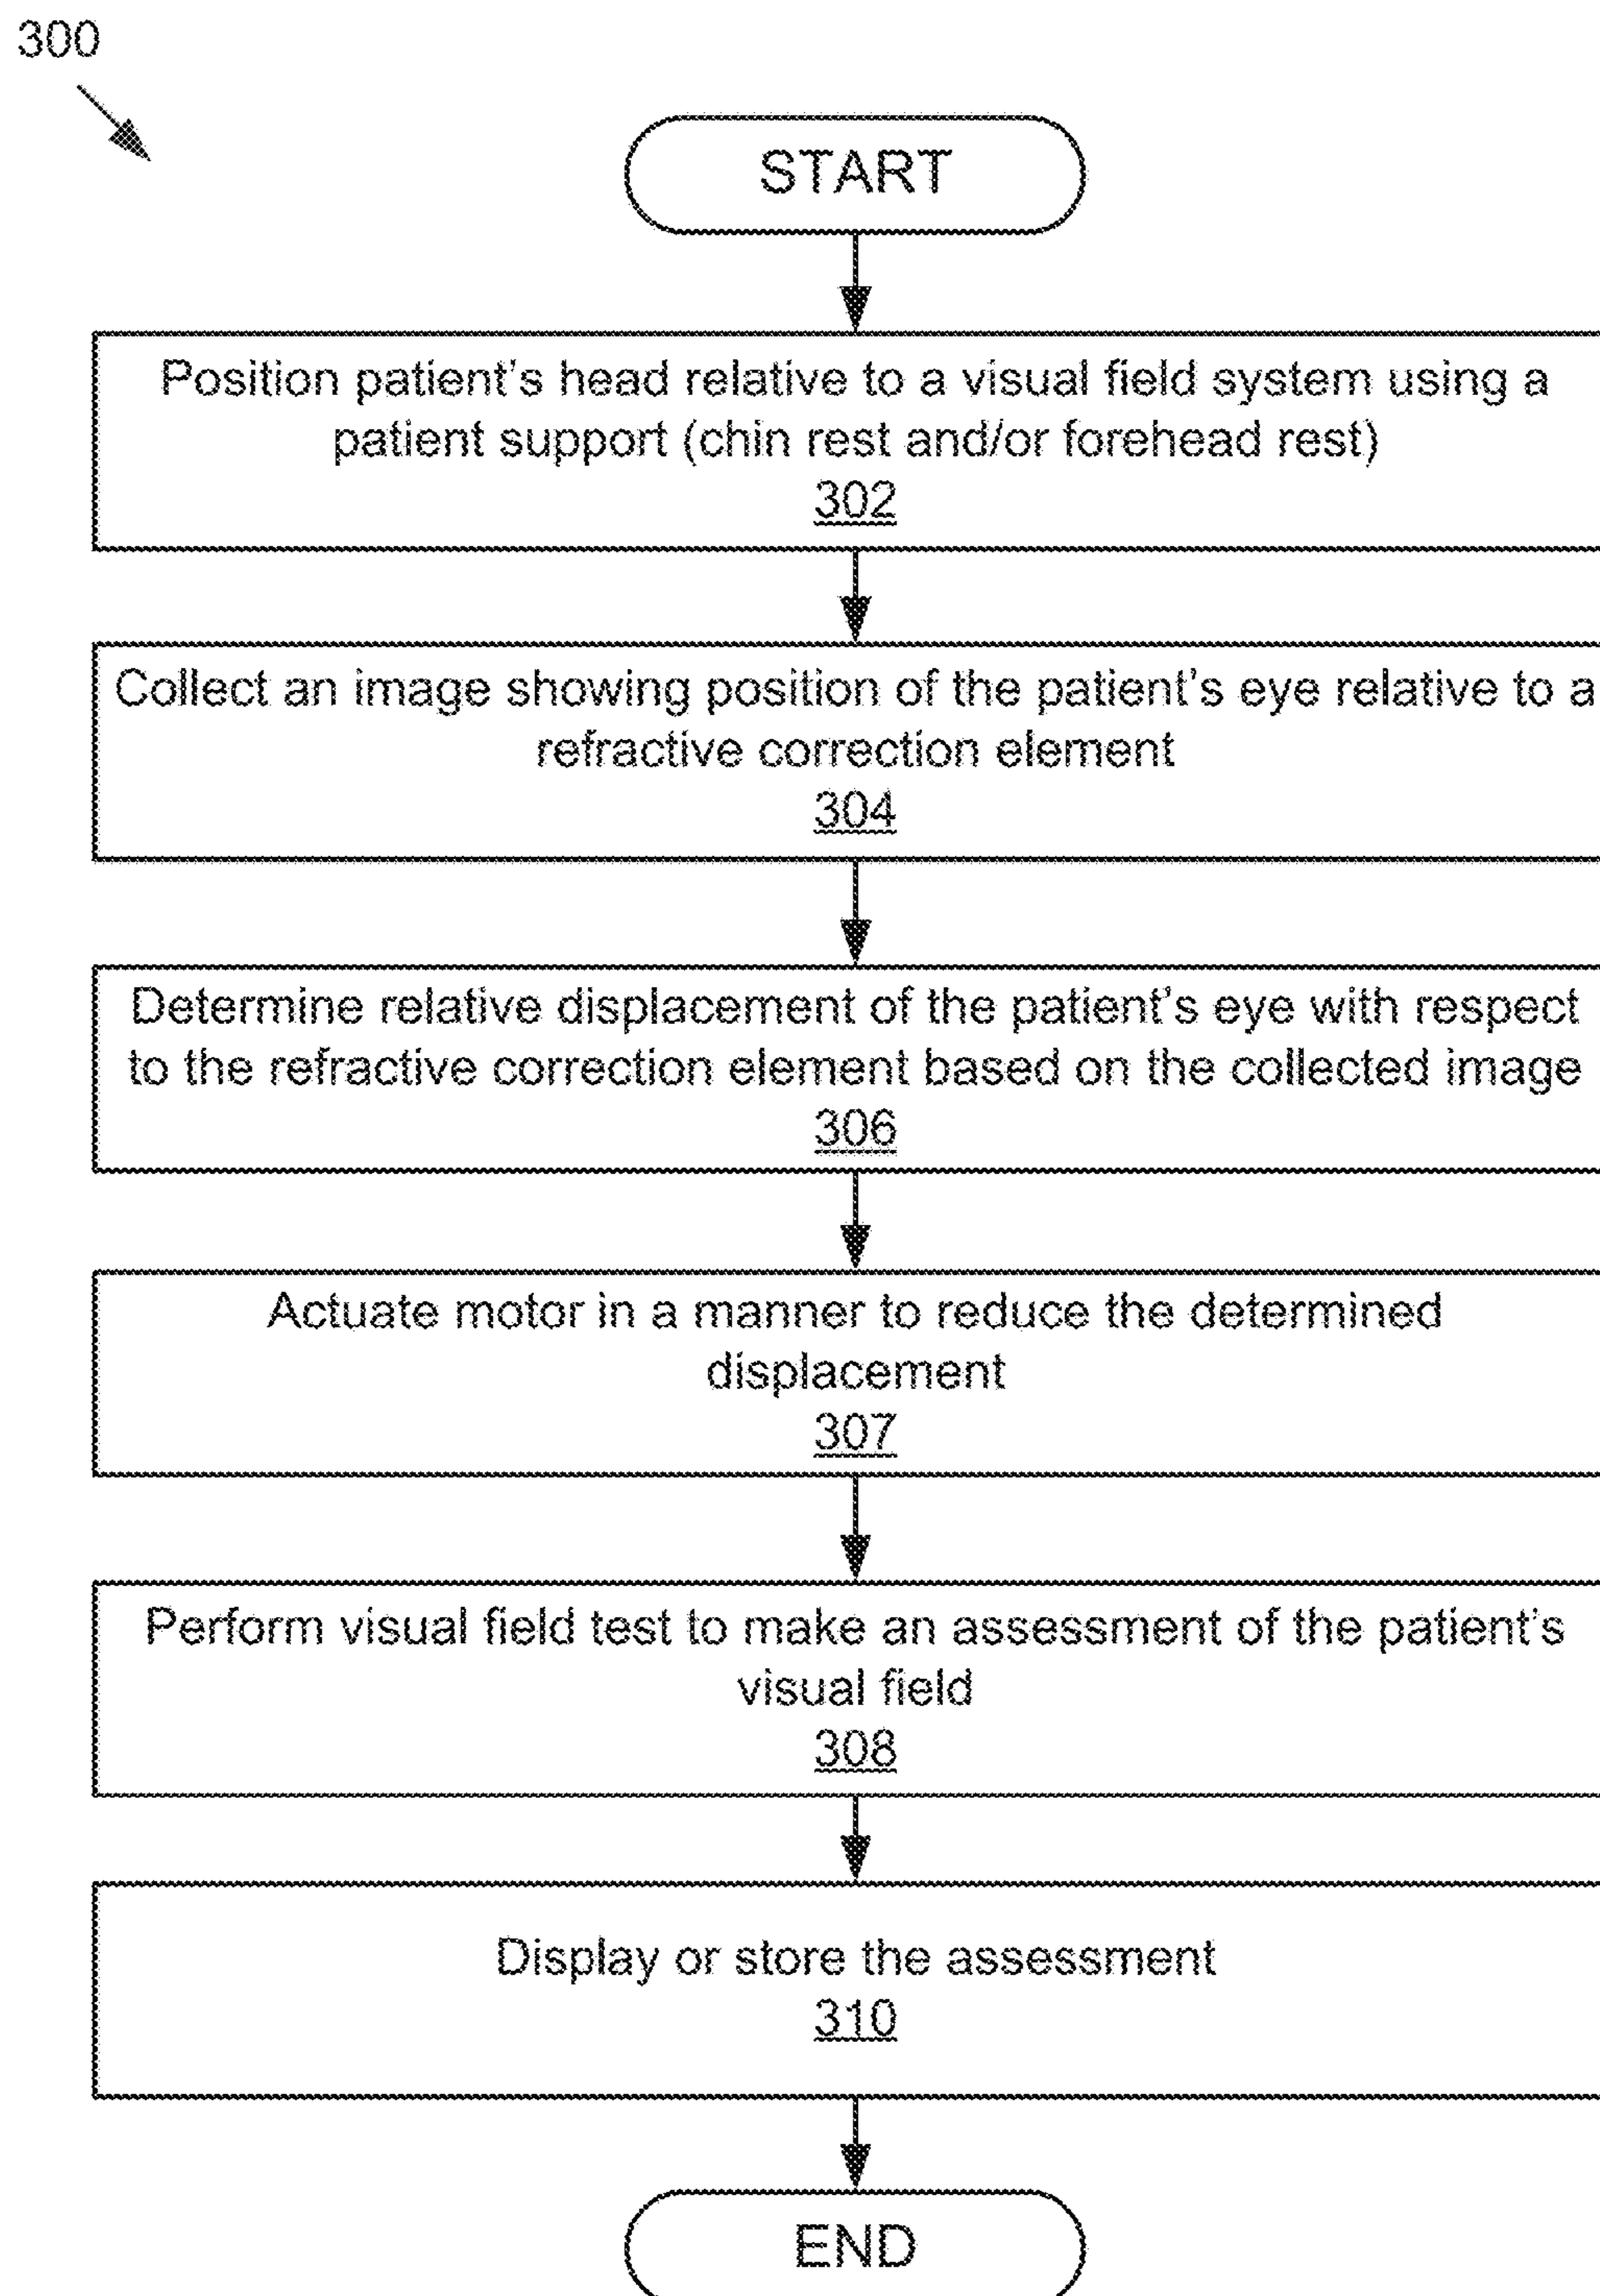 300
START
Position patient's head relative to a visual field system using a
patient support (chin rest and/or forehead rest)
302
Collect an image showing position of the patient's eye relative to a
refractive correction element
304
Determine relative displacement of the patient's eye with respect
to the refractive correction element based on the collected image
306
Actuate motor in a manner to reduce the determined
displacement
307
Perform visual field test to make an assessment of the patient's
visual field
308
Display or store the assessment
310
END